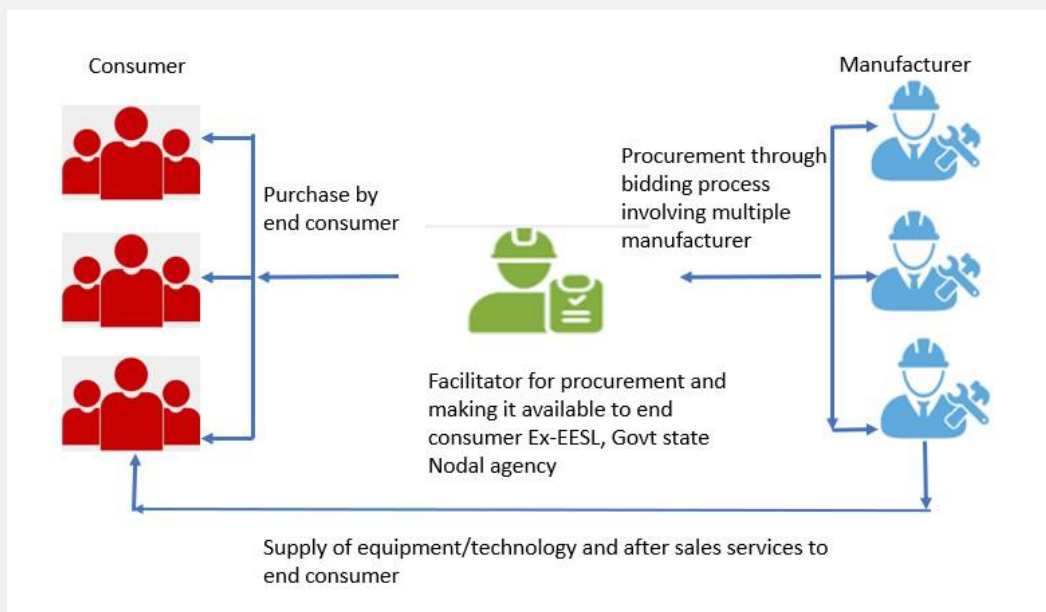 Consumer
Manufacturer
Purchase by
end consumer
Procurement through
bidding process
involving multiple
manufacturer
Facilitator for procurement and
making it available to end
consumer Ex-EESL, Govt state
Nodal agency
Supply of equipment/technology and after sales services to
end consumer